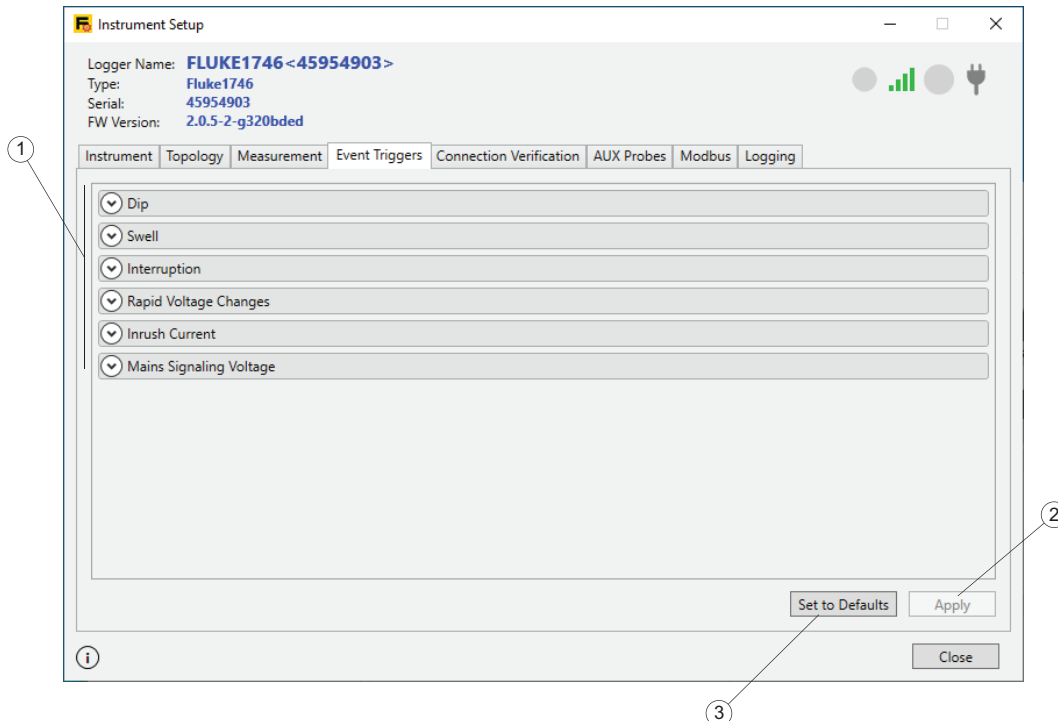 Instrument Setup
Logger Name: FLUKE1746<45954903>
Type: Fluke1746
Serial: 45954903
FW Version: 2.0.5-2-g320bded
1
Instrument Topology Measurement Event Triggers Connection Verification AUX Probes Modbus Logging
Dip
Swell
Interruption
Rapid Voltage Changes
Inrush Current
Mains Signaling Voltage
2
Set to Defaults Apply
Close
3